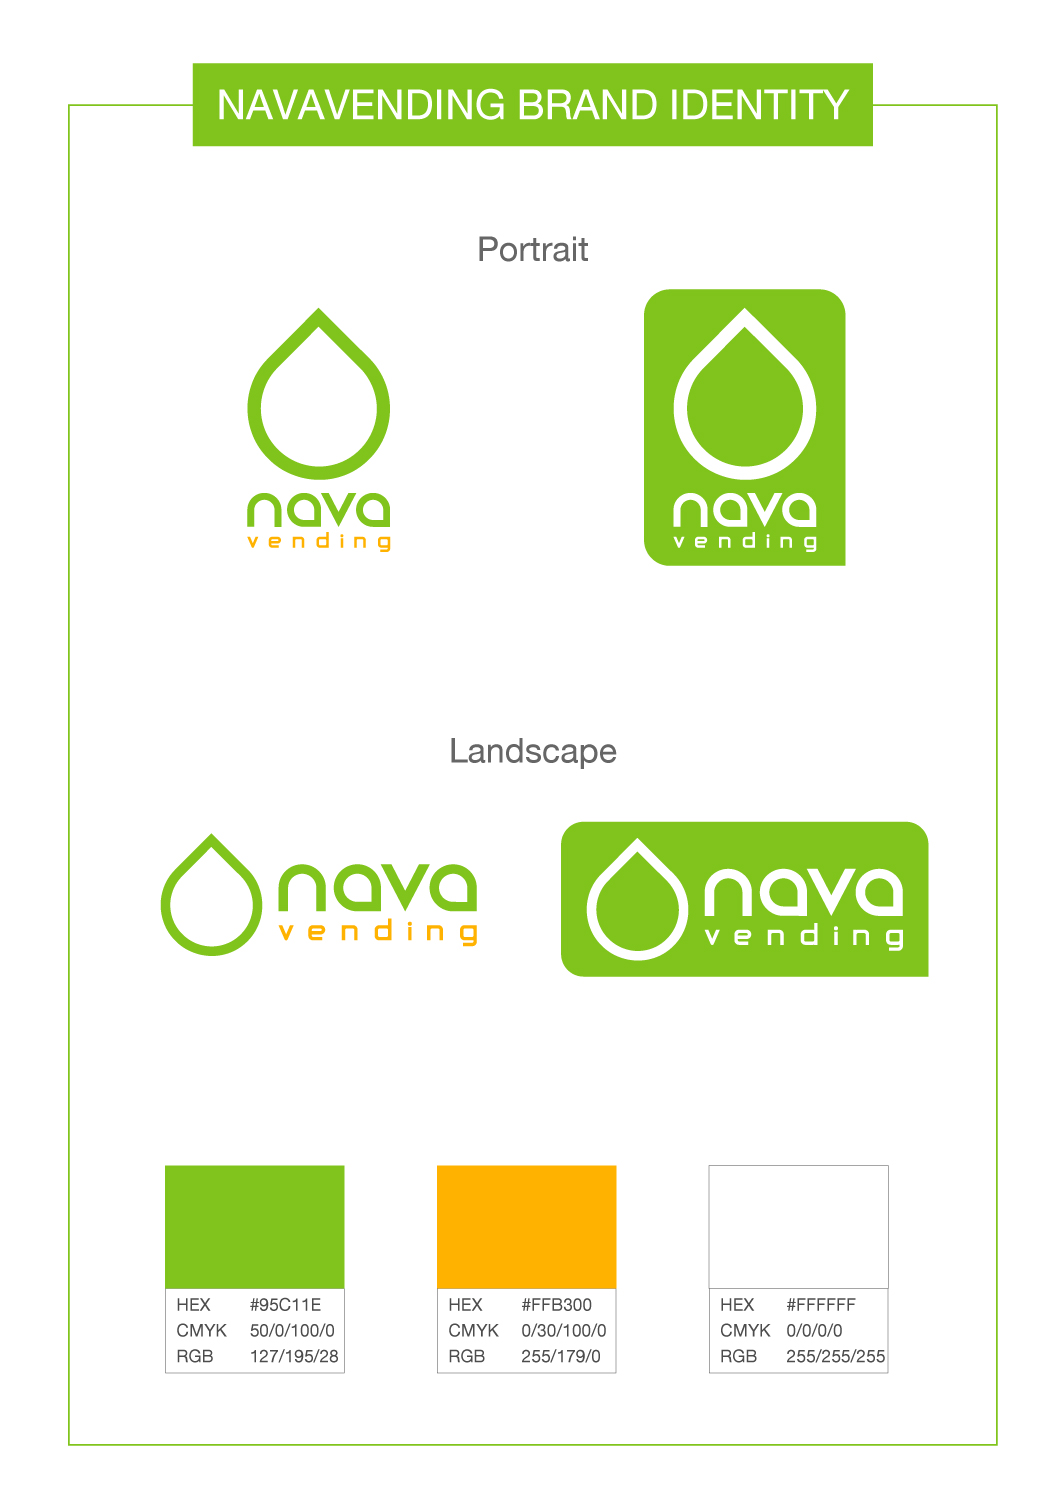 NAVAVENDING BRAND IDENTITY
Portrait
nava
vending
nava
vending
Landscape
nava
vending
nava
vending
HEX #95C11E
CMYK 50/0/100/0
RGB 127/195/28
HEX #FFB300
CMYK 0/30/100/0
RGB 255/179/0
HEX #FFFFFF
CMYK 0/0/0/0
RGB 255/255/255